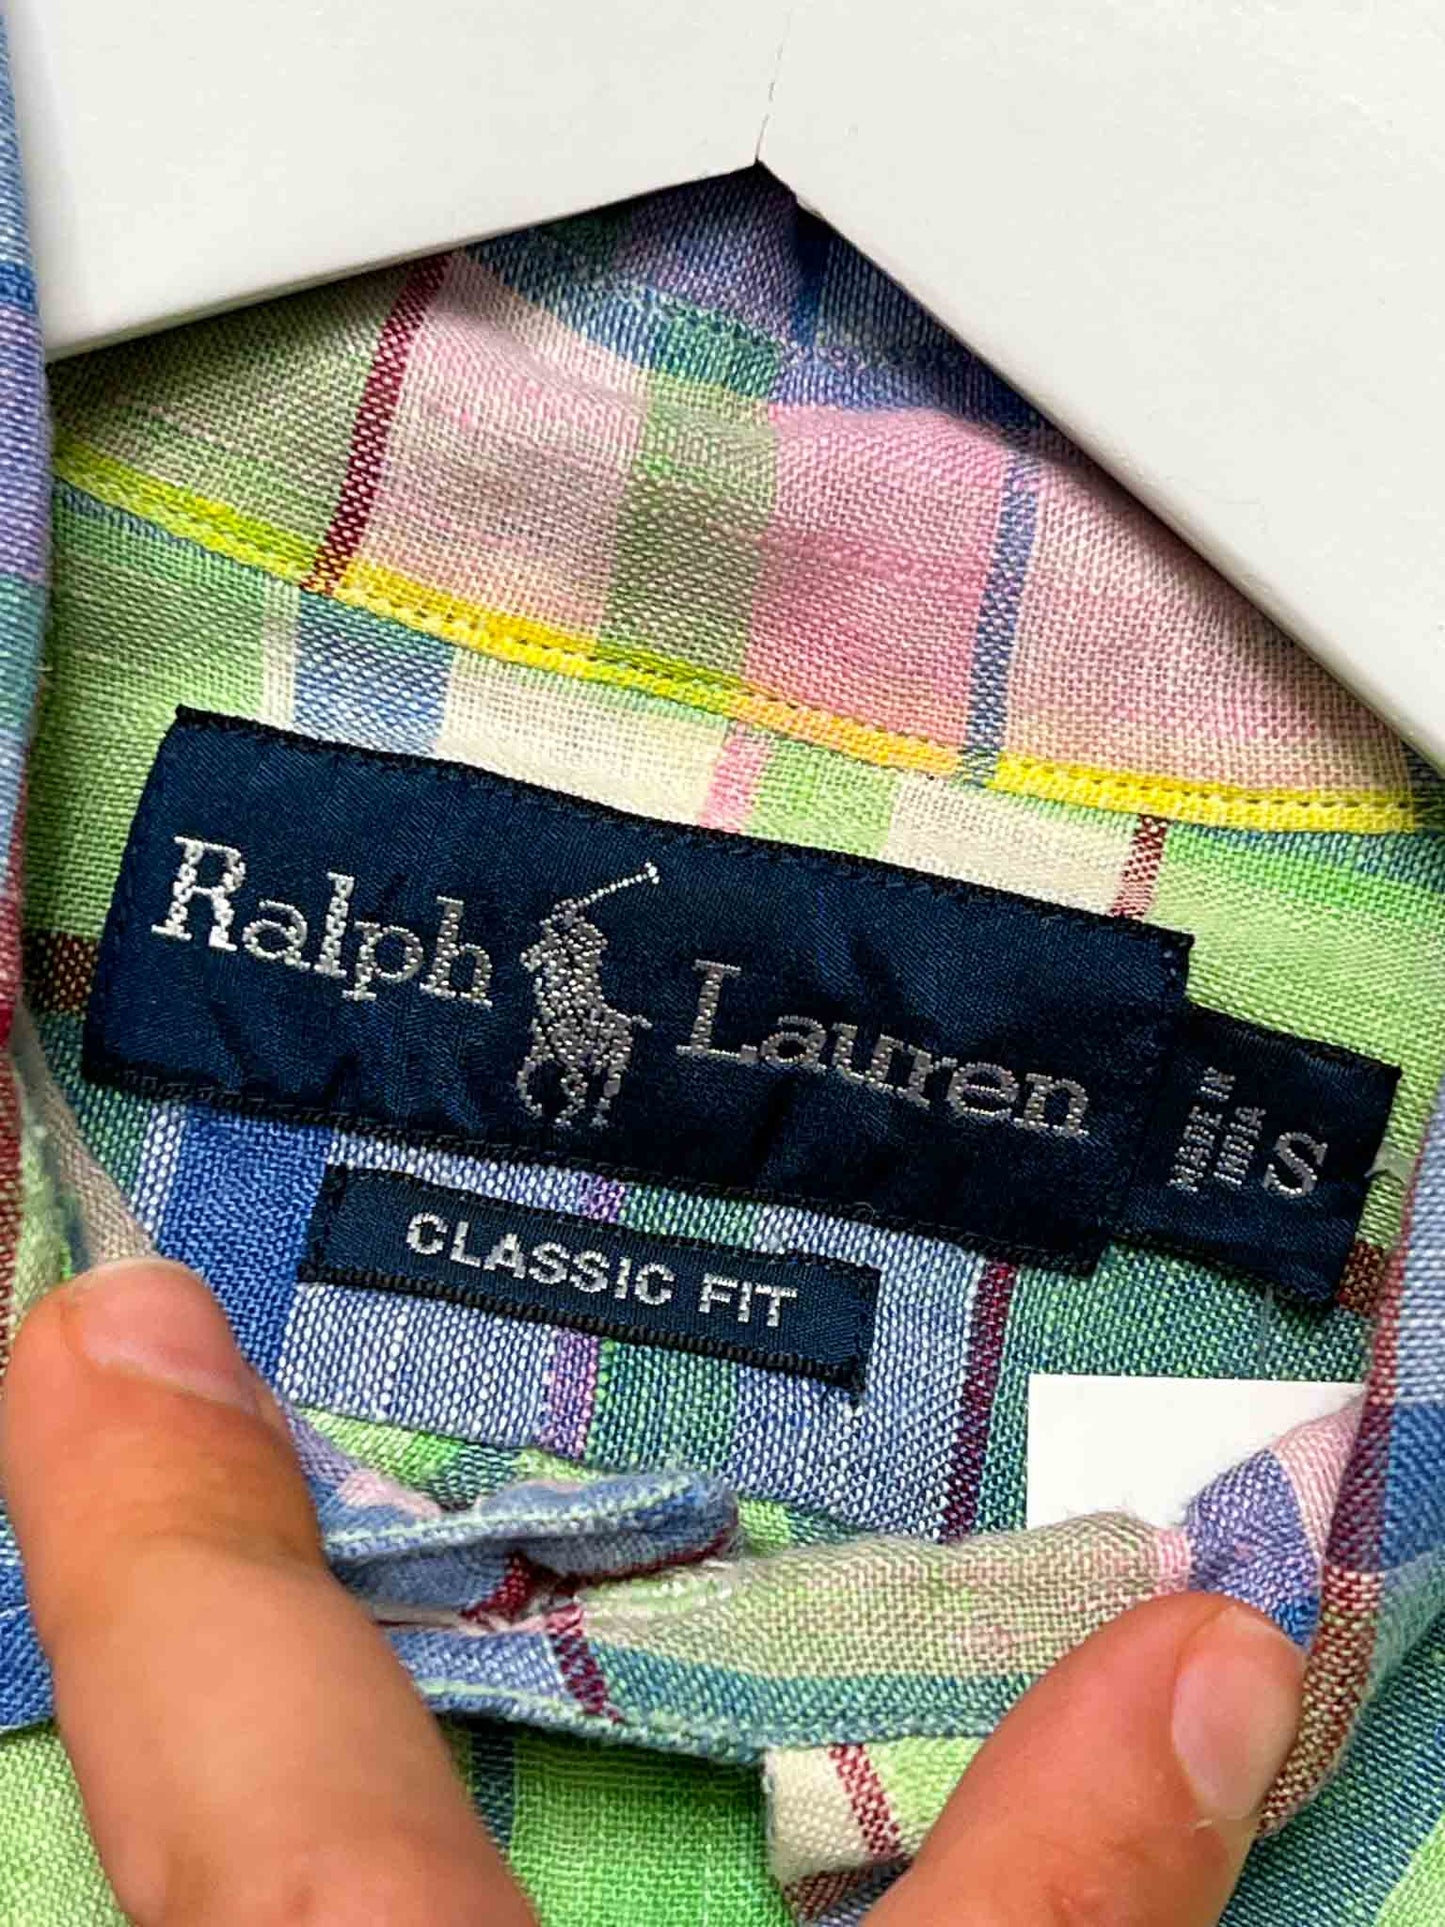 Ralph Lauren
MADE IN
INDIA
S
CLASSIC FIT